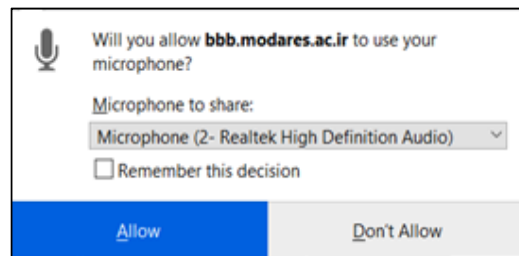 Will you allow bbb.modares.ac.ir to use your
microphone?
Microphone to share:
Microphone (2- Realtek High Definition Audio)
Remember this decision
Allow
Don't Allow